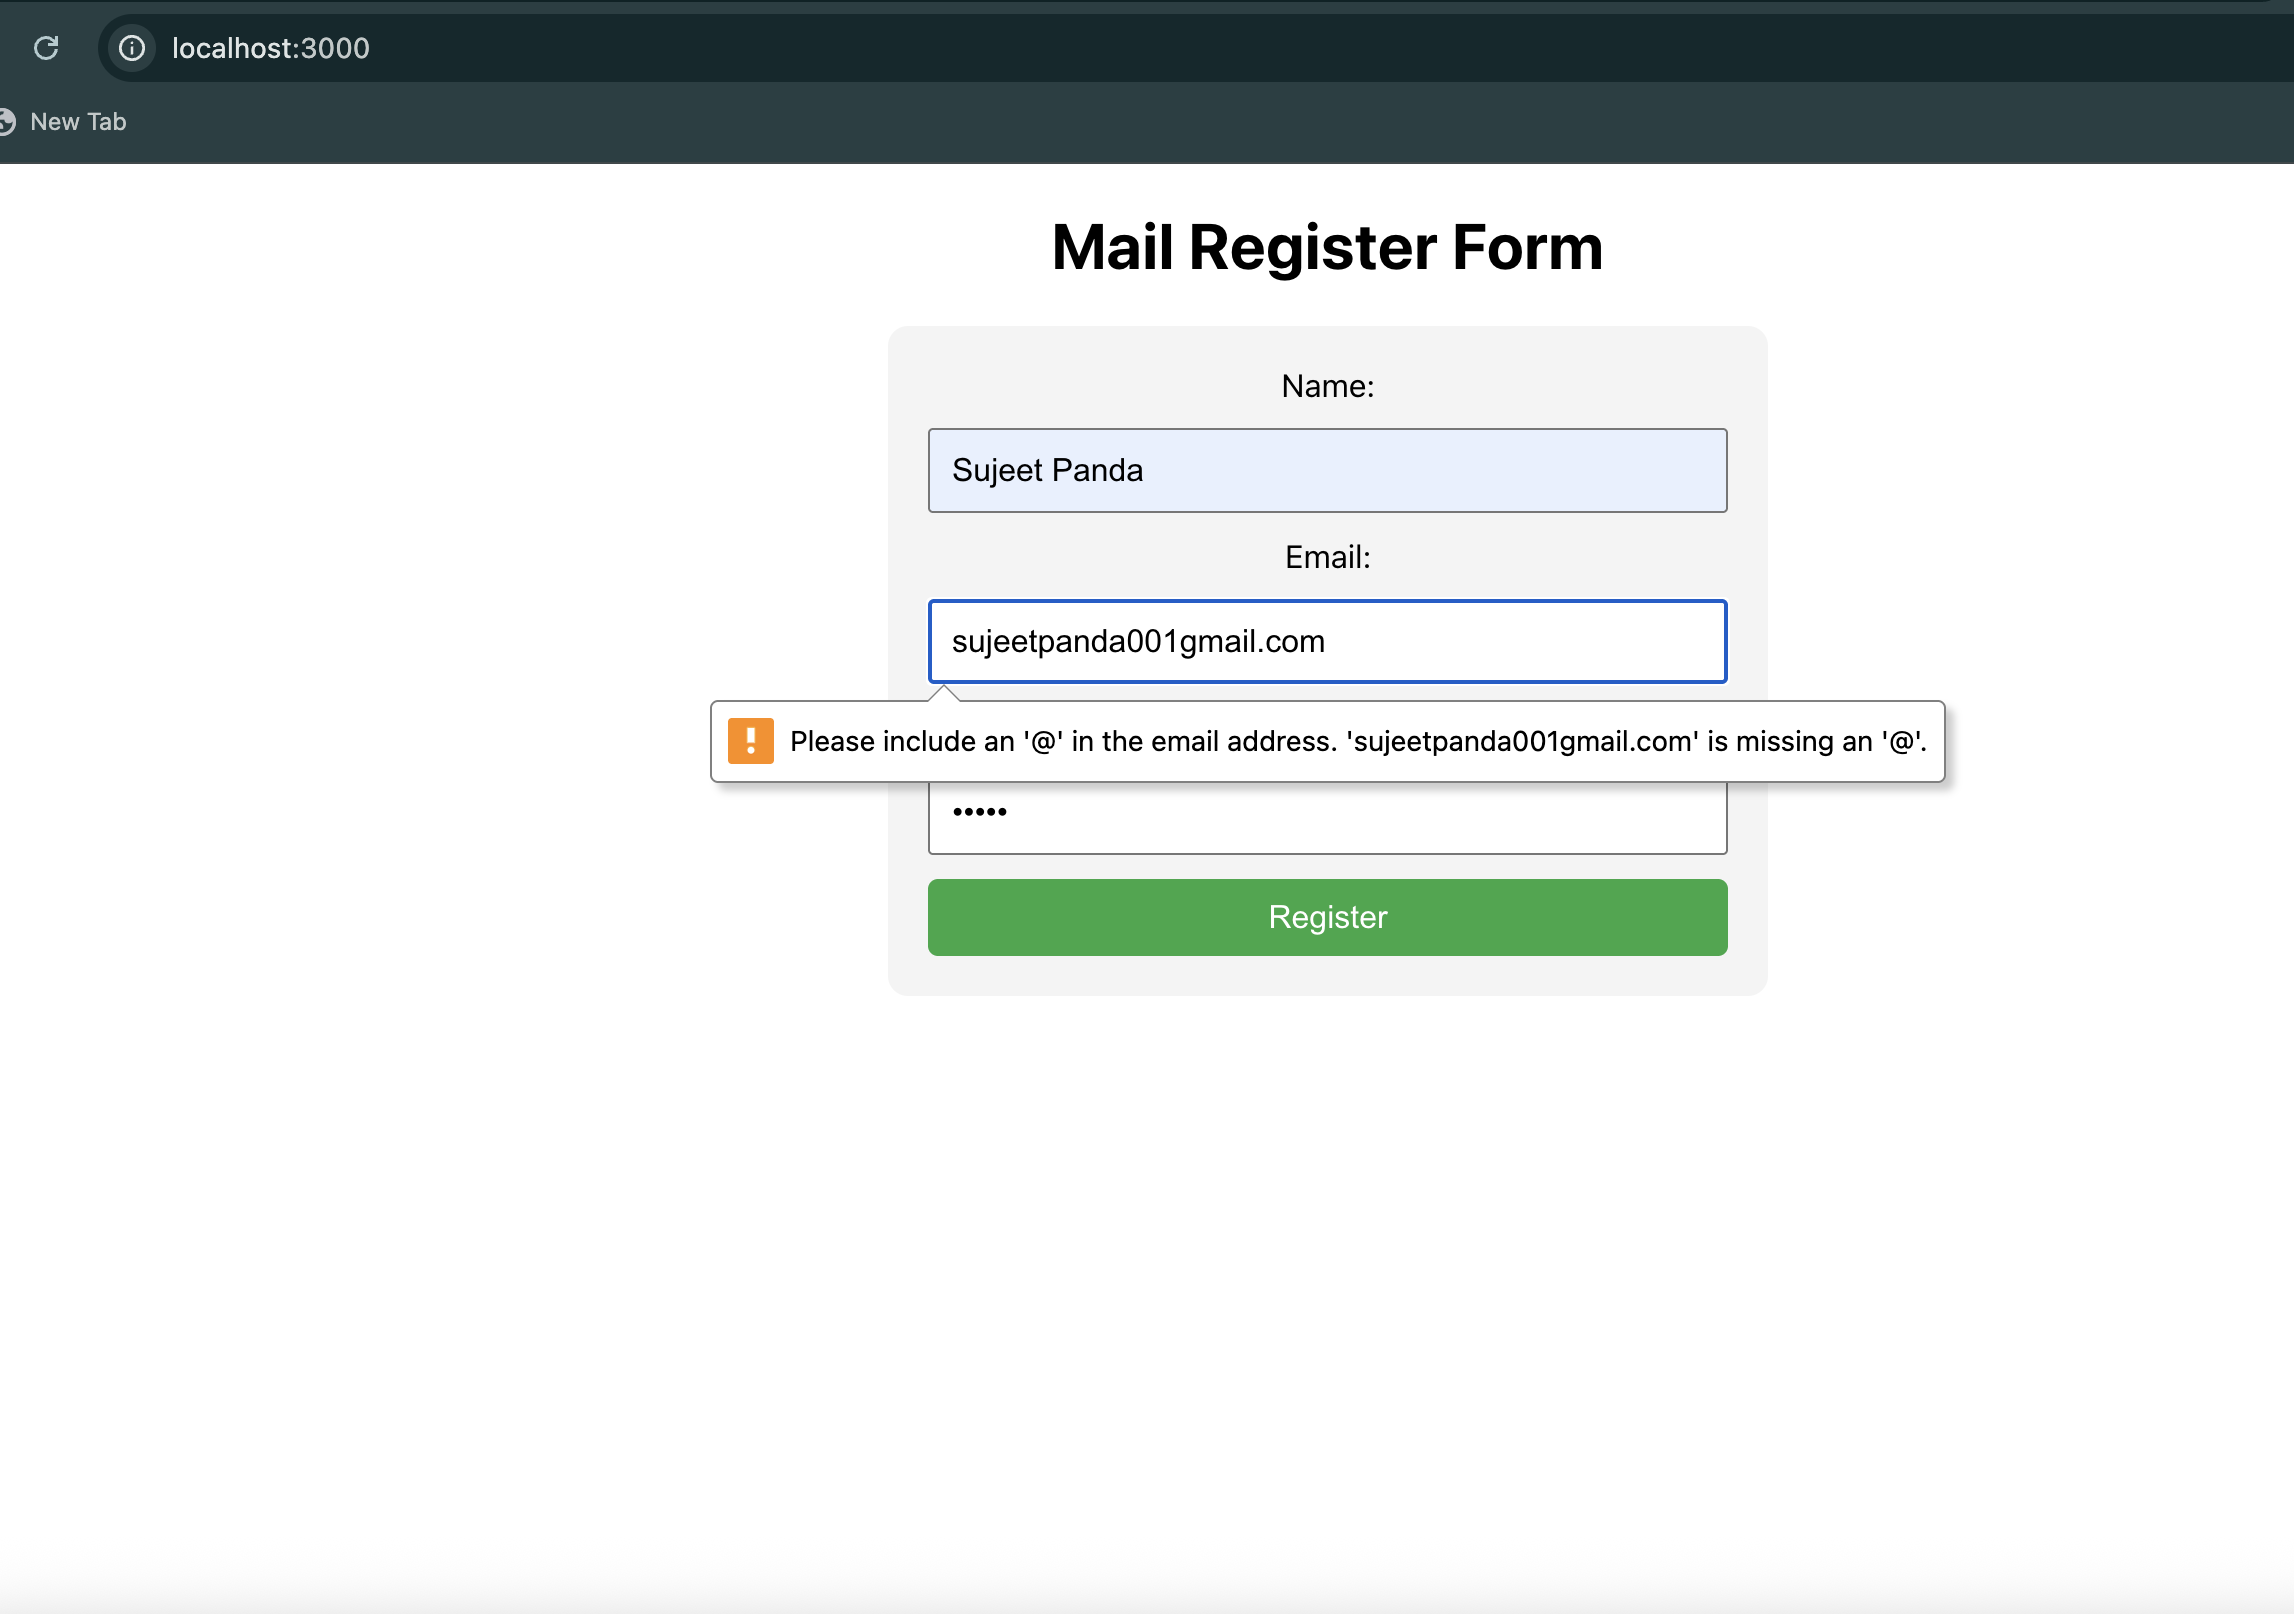 localhost:3000
New Tab
Mail Register Form
Name:
Sujeet Panda
Email:
sujeetpanda001gmail.com
Please include an '@' in the email address. 'sujeetpanda001gmail.com' is missing an '@'.
•••••
Register